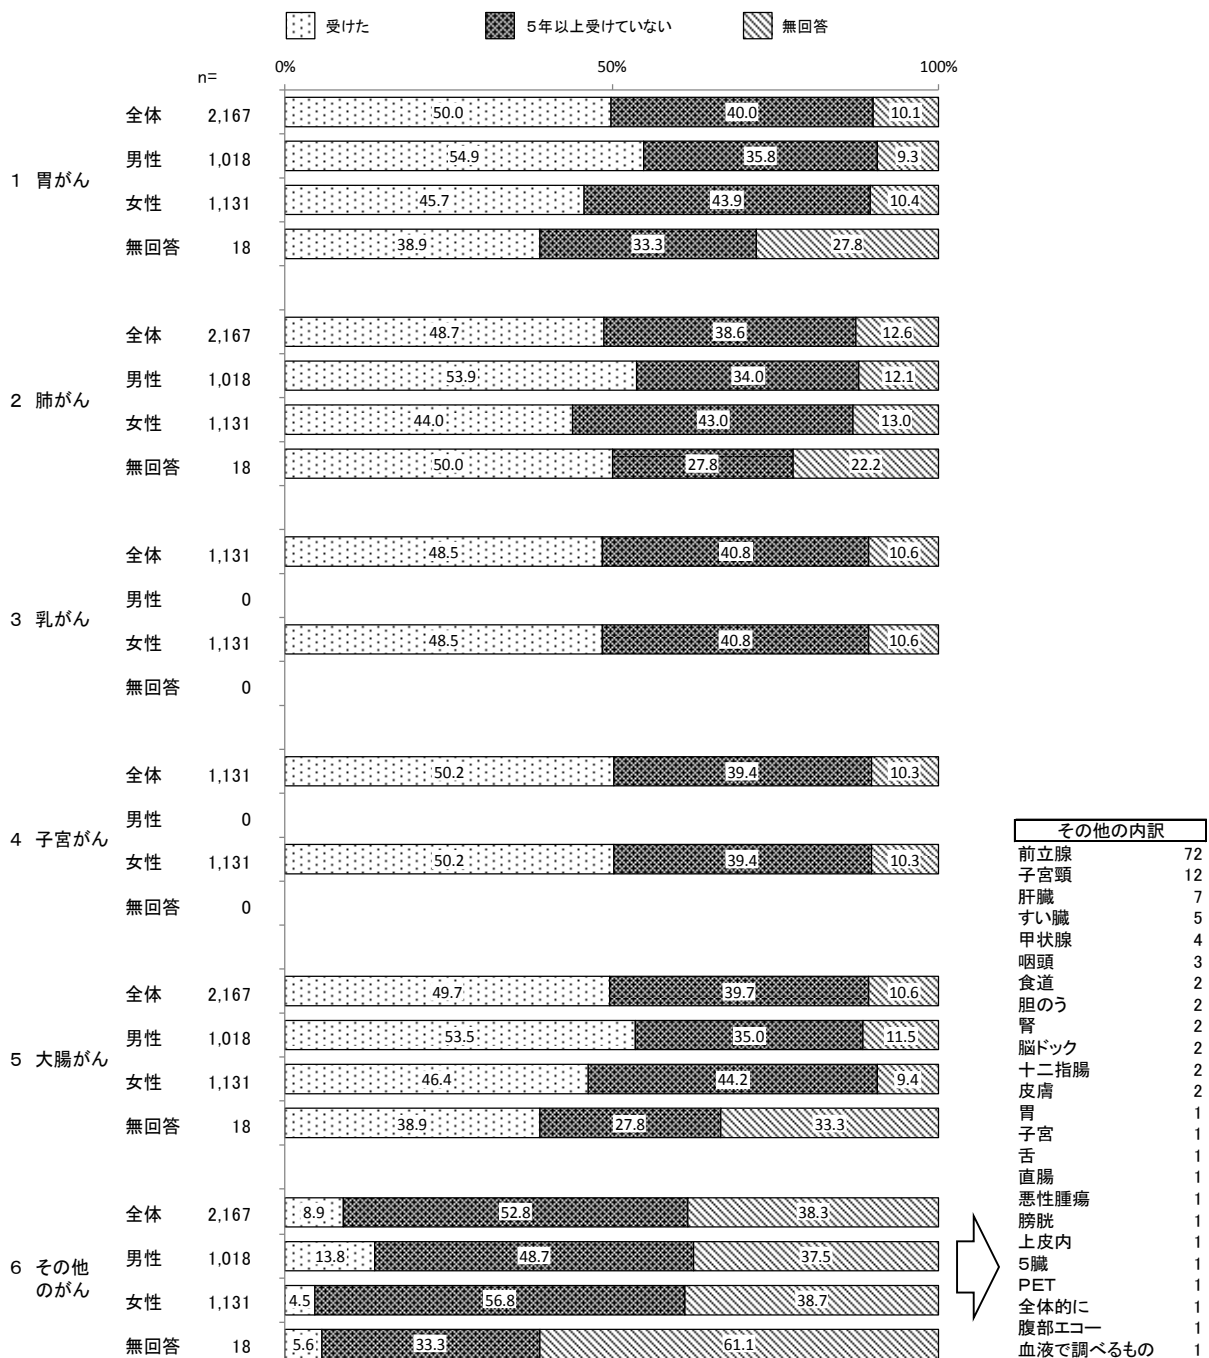 受けた　５年以上受けていない　無回答
n=　0%　50%　100%
1　胃がん
全体　2,167　50.0　40.0　10.1
男性　1,018　54.9　35.8　9.3
女性　1,131　45.7　43.9　10.4
無回答　18　38.9　33.3　27.8
2　肺がん
全体　2,167　48.7　38.6　12.6
男性　1,018　53.9　34.0　12.1
女性　1,131　44.0　43.0　13.0
無回答　18　50.0　27.8　22.2
3　乳がん
全体　1,131　48.5　40.8　10.6
男性　0
女性　1,131　48.5　40.8　10.6
無回答　0
4　子宮がん
全体　1,131　50.2　39.4　10.3
男性　0
女性　1,131　50.2　39.4　10.3
無回答　0
5　大腸がん
全体　2,167　49.7　39.7　10.6
男性　1,018　53.5　35.0　11.5
女性　1,131　46.4　44.2　9.4
無回答　18　38.9　27.8　33.3
6　その他
のがん
全体　2,167　8.9　52.8　38.3
男性　1,018　13.8　48.7　37.5
女性　1,131　4.5　56.8　38.7
無回答　18　5.6　33.3　61.1
その他の内訳
前立腺　72
子宮頸　12
肝臓　7
すい臓　5
甲状腺　4
咽頭　3
食道　2
胆のう　2
腎　2
脳ドック　2
十二指腸　2
皮膚　2
胃　1
子宮　1
舌　1
直腸　1
悪性腫瘍　1
膀胱　1
上皮内　1
5臓　1
PET　1
全体的に　1
腹部エコー　1
血液で調べるもの　1